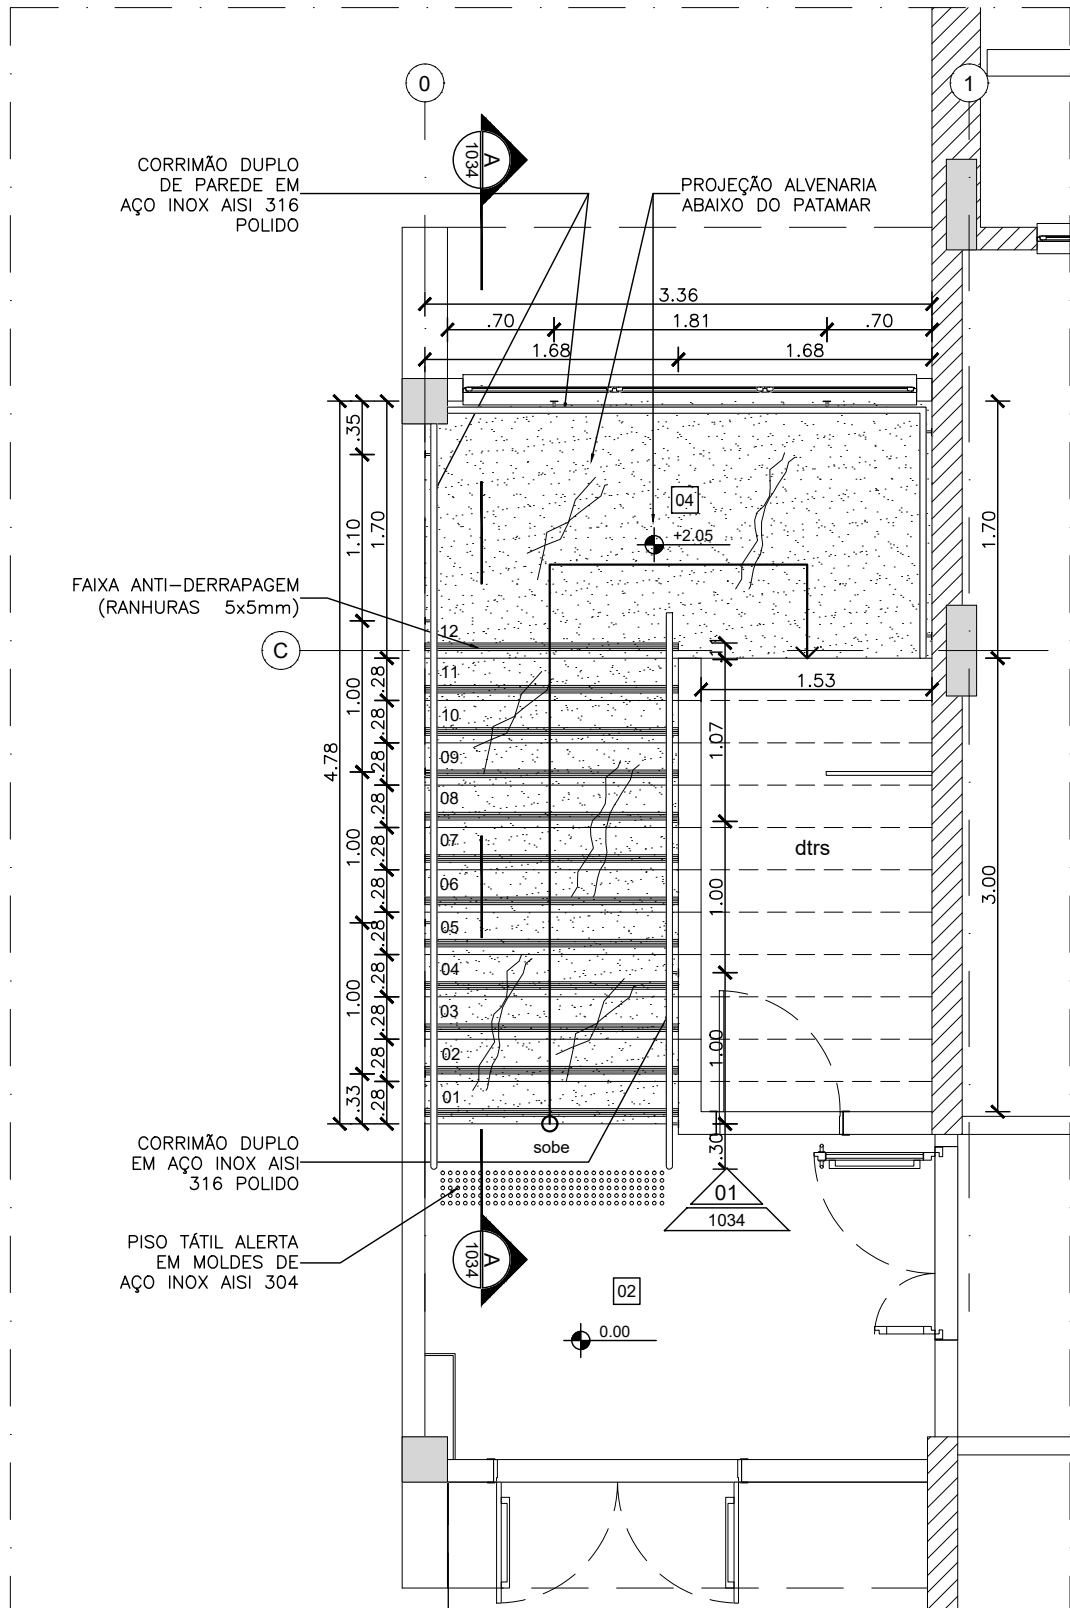 0
1
A
1034
CORRIMÃO DUPLO
DE PAREDE EM
AÇO INOX AISI 316
POLIDO
PROJEÇÃO ALVENARIA
ABAIXO DO PATAMAR
3.36
.70
1.81
.70
1.68
1.68
.35
1.10
1.70
04
+2.05
1.70
FAIXA ANTI-DERRAPAGEM
(RANHURAS 5x5mm)
C
12
11
10
09
08
07
06
05
04
03
02
01
.28
.28
.28
.28
.28
.28
.28
.28
.28
.28
.28
1.00
1.00
1.00
.33
4.78
1.53
1.07
1.00
1.00
.30
3.00
dtrs
sobe
CORRIMÃO DUPLO
EM AÇO INOX AISI
316 POLIDO
01
1034
PISO TÁTIL ALERTA
EM MOLDES DE
AÇO INOX AISI 304
A
1034
02
0.00